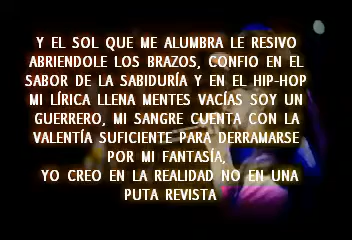 Y EL SOL QUE ME ALUMBRA LE RESIVO
ABRIENDOLE LOS BRAZOS, CONFIO EN EL
SABOR DE LA SABIDURÍA Y EN EL HIP-HOP
MI LÍRICA LLENA MENTES VACÍAS SOY UN
GUERRERO, MI SANGRE CUENTA CON LA
VALENTÍA SUFICIENTE PARA DERRAMARSE
POR MI FANTASÍA,
YO CREO EN LA REALIDAD NO EN UNA
PUTA REVISTA